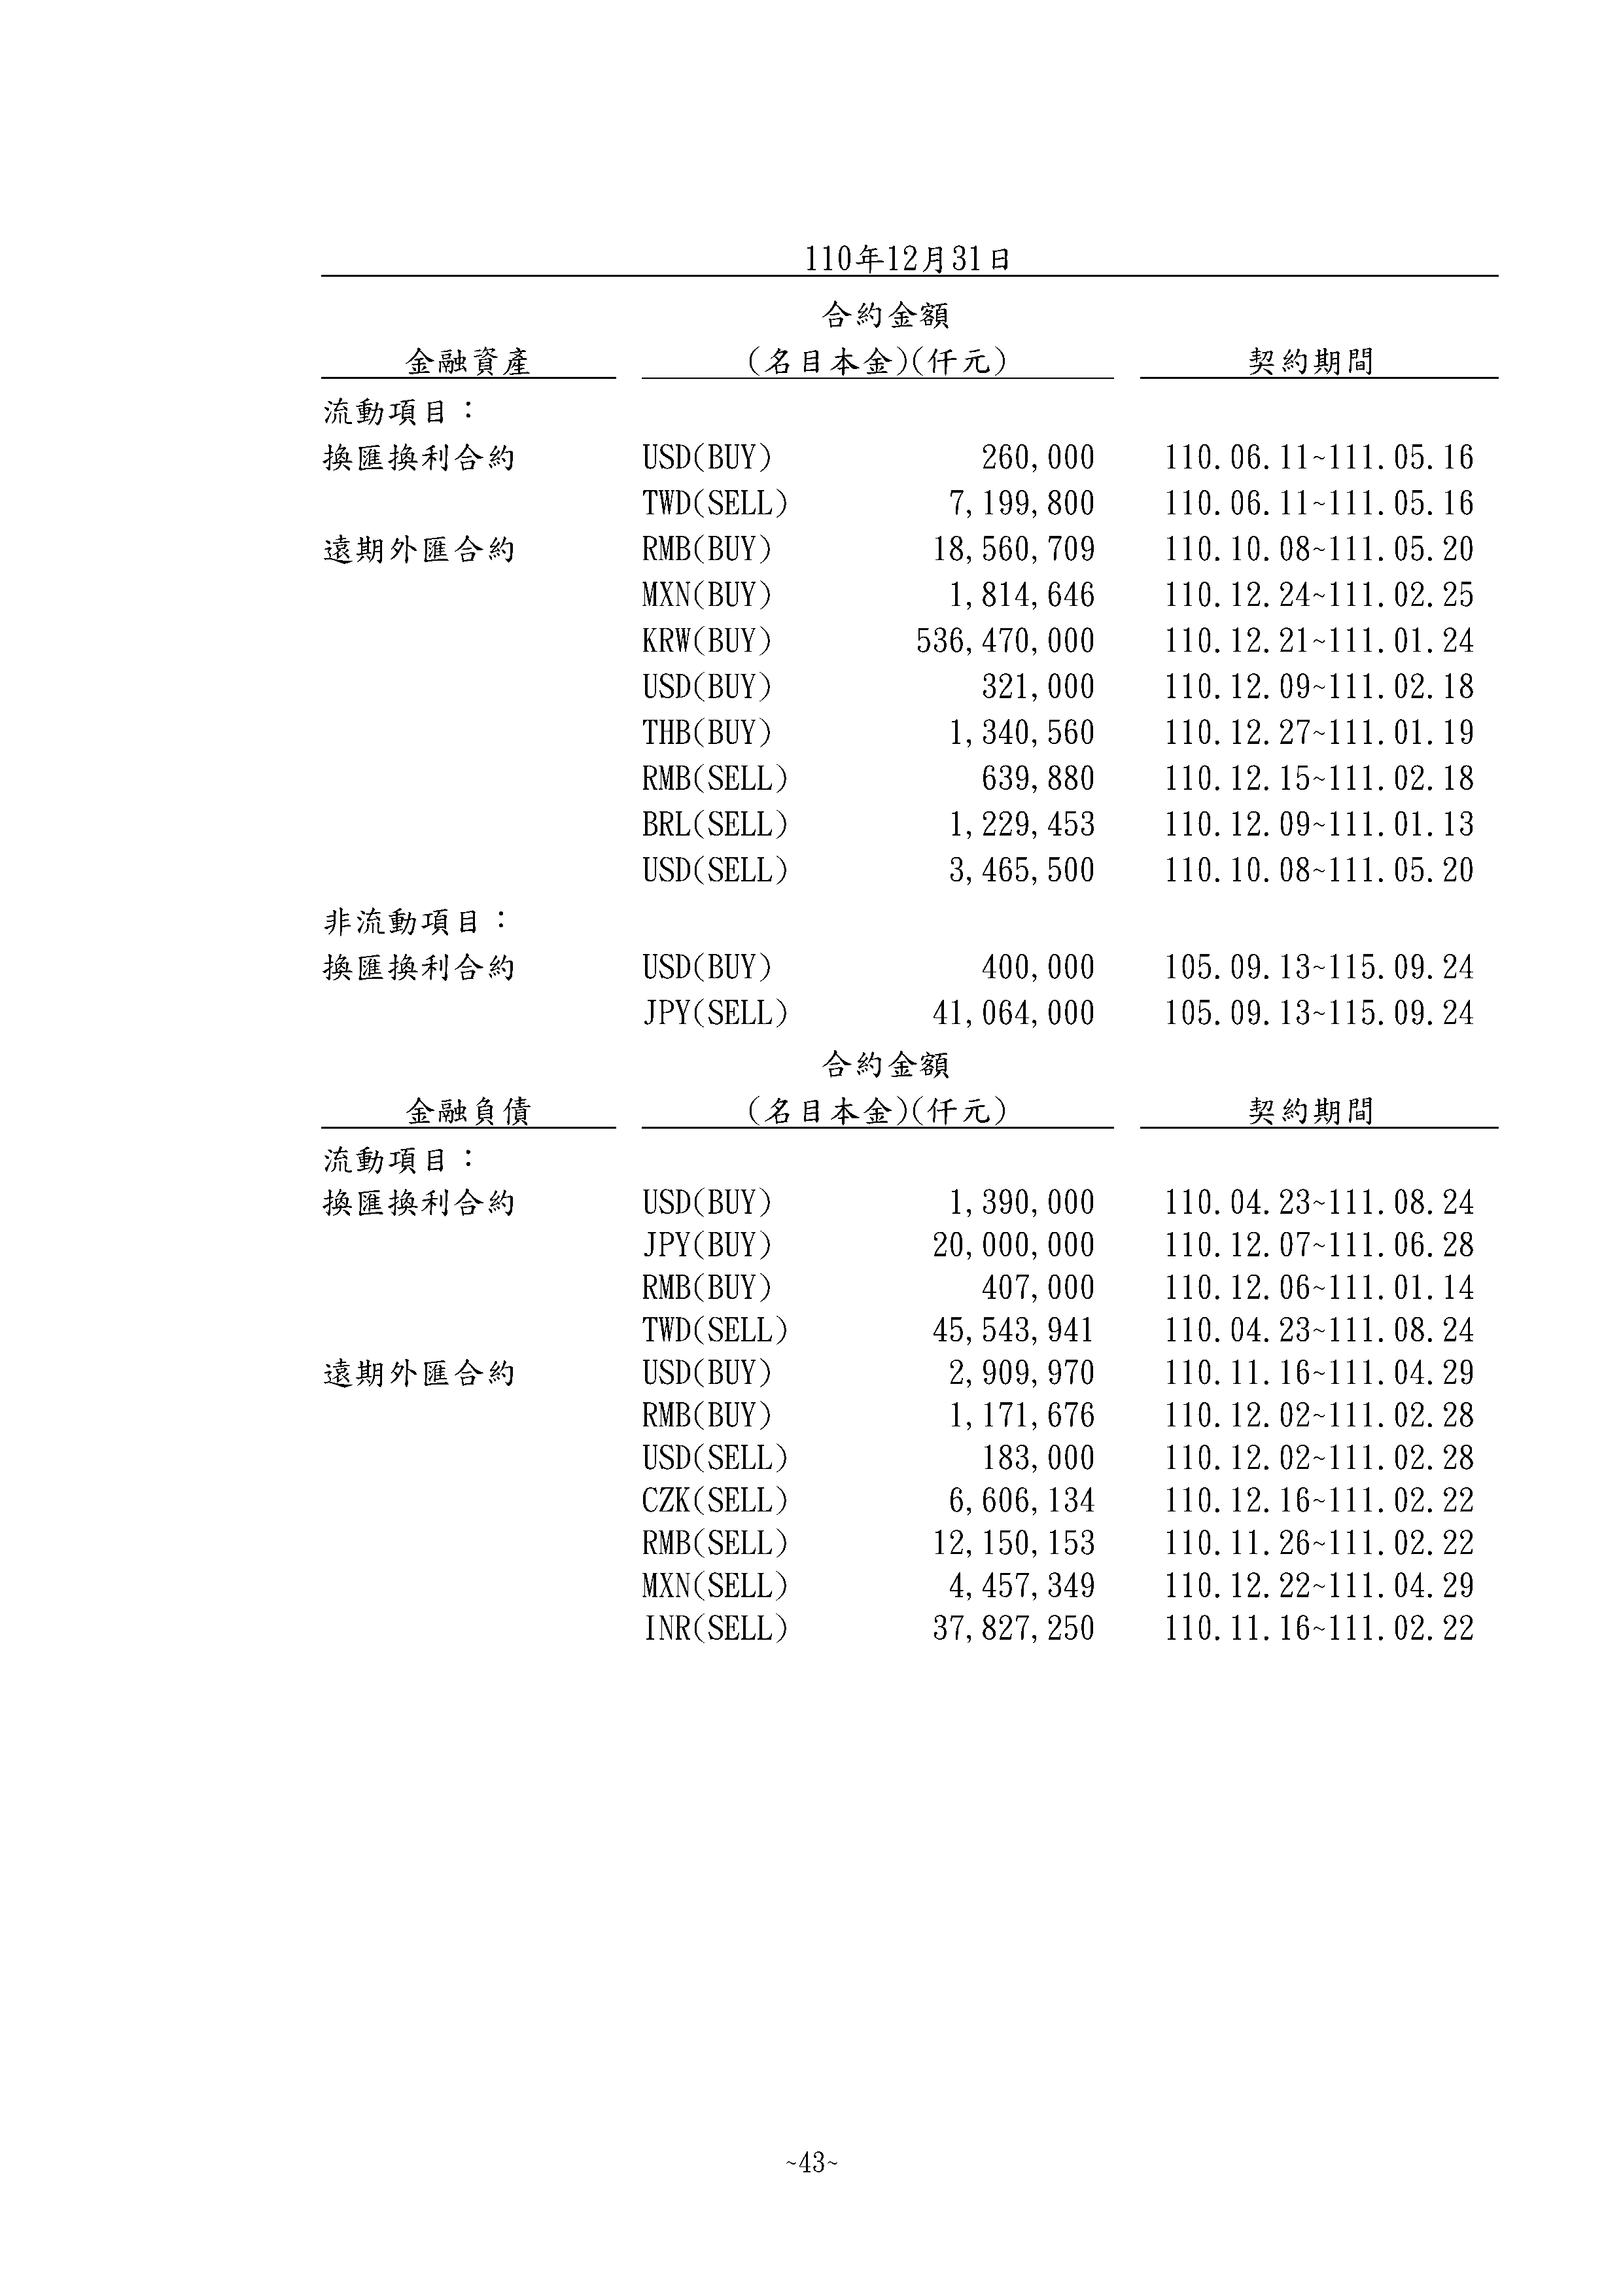 110年12月31日
合約金額
金融資產 (名目本金)(仟元) 契約期間
流動項目：
換匯換利合約 USD(BUY) 260,000 110.06.11~111.05.16
TWD(SELL) 7,199,800 110.06.11~111.05.16
遠期外匯合約 RMB(BUY) 18,560,709 110.10.08~111.05.20
MXN(BUY) 1,814,646 110.12.24~111.02.25
KRW(BUY) 536,470,000 110.12.21~111.01.24
USD(BUY) 321,000 110.12.09~111.02.18
THB(BUY) 1,340,560 110.12.27~111.01.19
RMB(SELL) 639,880 110.12.15~111.02.18
BRL(SELL) 1,229,453 110.12.09~111.01.13
USD(SELL) 3,465,500 110.10.08~111.05.20
非流動項目：
換匯換利合約 USD(BUY) 400,000 105.09.13~115.09.24
JPY(SELL) 41,064,000 105.09.13~115.09.24
合約金額
金融負債 (名目本金)(仟元) 契約期間
流動項目：
換匯換利合約 USD(BUY) 1,390,000 110.04.23~111.08.24
JPY(BUY) 20,000,000 110.12.07~111.06.28
RMB(BUY) 407,000 110.12.06~111.01.14
TWD(SELL) 45,543,941 110.04.23~111.08.24
遠期外匯合約 USD(BUY) 2,909,970 110.11.16~111.04.29
RMB(BUY) 1,171,676 110.12.02~111.02.28
USD(SELL) 183,000 110.12.02~111.02.28
CZK(SELL) 6,606,134 110.12.16~111.02.22
RMB(SELL) 12,150,153 110.11.26~111.02.22
MXN(SELL) 4,457,349 110.12.22~111.04.29
INR(SELL) 37,827,250 110.11.16~111.02.22
~43~